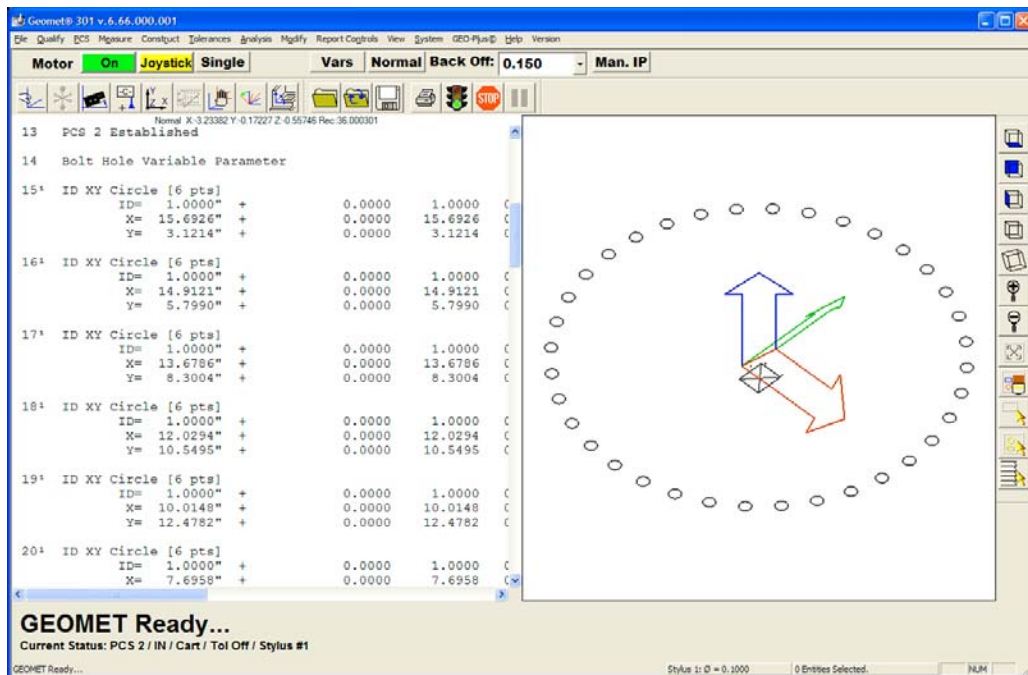 Geomet® 301 v.6.66.000.001
File Qualify PCS Measure Construct Tolerances Analysis Modify Report Controls View System GEO-Plus© Help Version
Motor On Joystick Single Vars Normal Back Off: 0.150 Man. IP
STOP
Normal X:-3.23382 Y:-0.17227 Z:-0.55746 Rec:36.000301
13 PCS 2 Established
14 Bolt Hole Variable Parameter
15¹ ID XY Circle [6 pts]
ID= 1.0000" + 0.0000 1.0000
X= 15.6926" + 0.0000 15.6926
Y= 3.1214" + 0.0000 3.1214
16¹ ID XY Circle [6 pts]
ID= 1.0000" + 0.0000 1.0000
X= 14.9121" + 0.0000 14.9121
Y= 5.7990" + 0.0000 5.7990
17¹ ID XY Circle [6 pts]
ID= 1.0000" + 0.0000 1.0000
X= 13.6786" + 0.0000 13.6786
Y= 8.3004" + 0.0000 8.3004
18¹ ID XY Circle [6 pts]
ID= 1.0000" + 0.0000 1.0000
X= 12.0294" + 0.0000 12.0294
Y= 10.5495" + 0.0000 10.5495
19¹ ID XY Circle [6 pts]
ID= 1.0000" + 0.0000 1.0000
X= 10.0148" + 0.0000 10.0148
Y= 12.4782" + 0.0000 12.4782
20¹ ID XY Circle [6 pts]
ID= 1.0000" + 0.0000 1.0000
X= 7.6958" + 0.0000 7.6958
GEOMET Ready...
Current Status: PCS 2 / IN / Cart / Tol Off / Stylus #1
GEOMET Ready... Stylus 1: Ø = 0.1000 0 Entities Selected. NUM